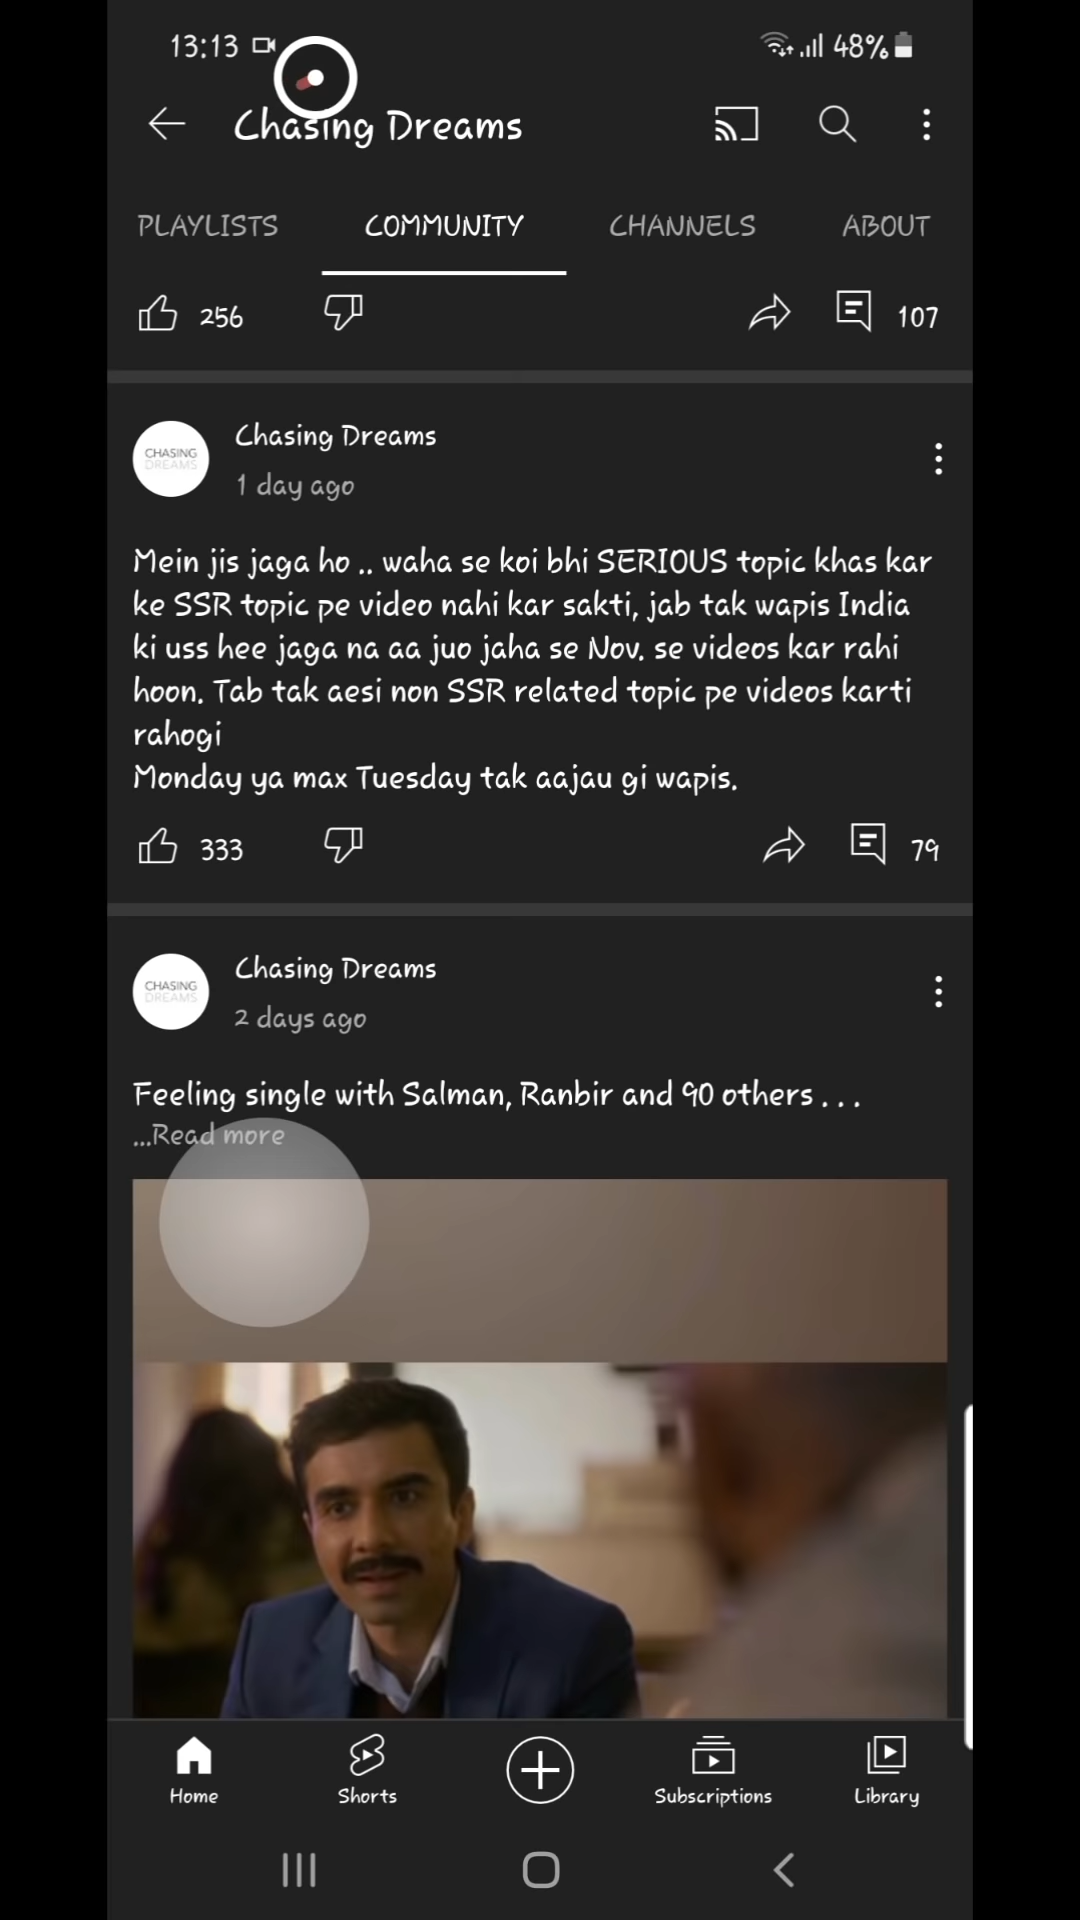 13:13
48%
Chasing Dreams
PLAYLISTS
COMMUNITY
CHANNELS
ABOUT
256
107
CHASING
DREAMS
Chasing Dreams
1 day ago
Mein jis jaga ho .. waha se koi bhi SERIOUS topic khas kar
ke SSR topic pe video nahi kar sakti, jab tak wapis India
ki uss hee jaga na aa juo jaha se Nov. se videos kar rahi
hoon. Tab tak aesi non SSR related topic pe videos karti
rahogi
Monday ya max Tuesday tak aajau gi wapis.
333
79
CHASING
DREAMS
Chasing Dreams
2 days ago
Feeling single with Salman, Ranbir and 90 others . . .
...Read more
Home
Shorts
Subscriptions
Library